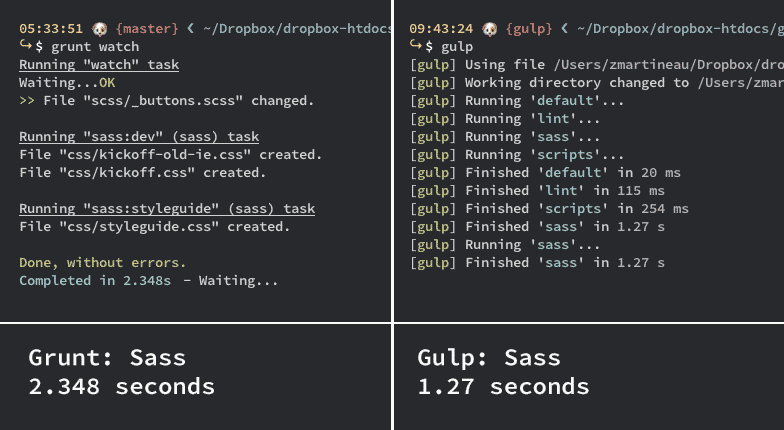 05:33:51 {master} ❮ ~/Dropbox/dropbox-htdocs
↪$ grunt watch
Running "watch" task
Waiting...OK
>> File "scss/_buttons.scss" changed.
Running "sass:dev" (sass) task
File "css/kickoff-old-ie.css" created.
File "css/kickoff.css" created.
Running "sass:styleguide" (sass) task
File "css/styleguide.css" created.
Done, without errors.
Completed in 2.348s - Waiting...
Grunt: Sass
2.348 seconds
09:43:24 {gulp} ❮ ~/Dropbox/dropbox-htdocs/g
↪$ gulp
[gulp] Using file /Users/zmartineau/Dropbox/dro
[gulp] Working directory changed to /Users/zmar
[gulp] Running 'default'...
[gulp] Running 'lint'...
[gulp] Running 'sass'...
[gulp] Running 'scripts'...
[gulp] Finished 'default' in 20 ms
[gulp] Finished 'lint' in 115 ms
[gulp] Finished 'scripts' in 254 ms
[gulp] Finished 'sass' in 1.27 s
[gulp] Running 'sass'...
[gulp] Finished 'sass' in 1.27 s
Gulp: Sass
1.27 seconds